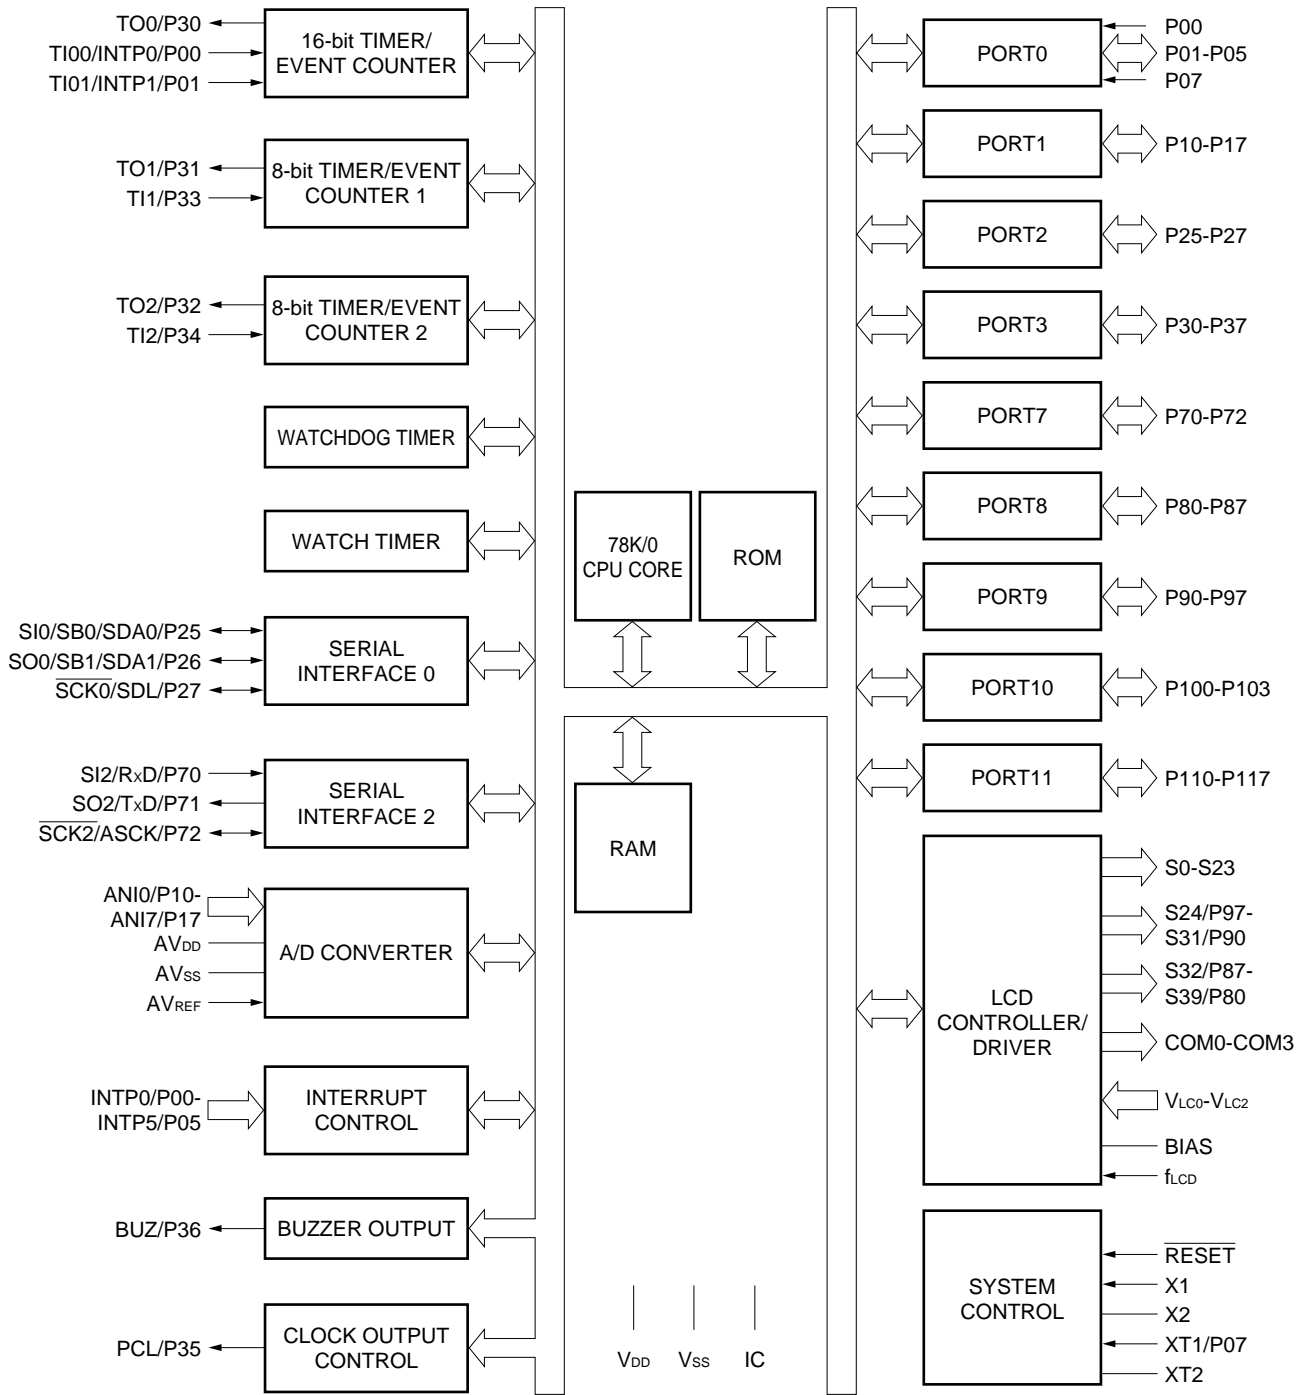 TO0/P30
TI00/INTP0/P00
TI01/INTP1/P01
16-bit TIMER/
EVENT COUNTER
TO1/P31
TI1/P33
8-bit TIMER/EVENT
COUNTER 1
TO2/P32
TI2/P34
8-bit TIMER/EVENT
COUNTER 2
WATCHDOG TIMER
WATCH TIMER
SI0/SB0/SDA0/P25
SO0/SB1/SDA1/P26
SCK0/SDL/P27
SERIAL
INTERFACE 0
SI2/RxD/P70
SO2/TxD/P71
SCK2/ASCK/P72
SERIAL
INTERFACE 2
ANI0/P10-
ANI7/P17
AVDD
AVSS
AVREF
A/D CONVERTER
INTP0/P00-
INTP5/P05
INTERRUPT
CONTROL
BUZ/P36
BUZZER OUTPUT
PCL/P35
CLOCK OUTPUT
CONTROL
78K/0
CPU CORE
ROM
RAM
VDD
VSS
IC
PORT0
P00
P01-P05
P07
PORT1
P10-P17
PORT2
P25-P27
PORT3
P30-P37
PORT7
P70-P72
PORT8
P80-P87
PORT9
P90-P97
PORT10
P100-P103
PORT11
P110-P117
LCD
CONTROLLER/
DRIVER
S0-S23
S24/P97-
S31/P90
S32/P87-
S39/P80
COM0-COM3
VLC0-VLC2
BIAS
fLCD
SYSTEM
CONTROL
RESET
X1
X2
XT1/P07
XT2